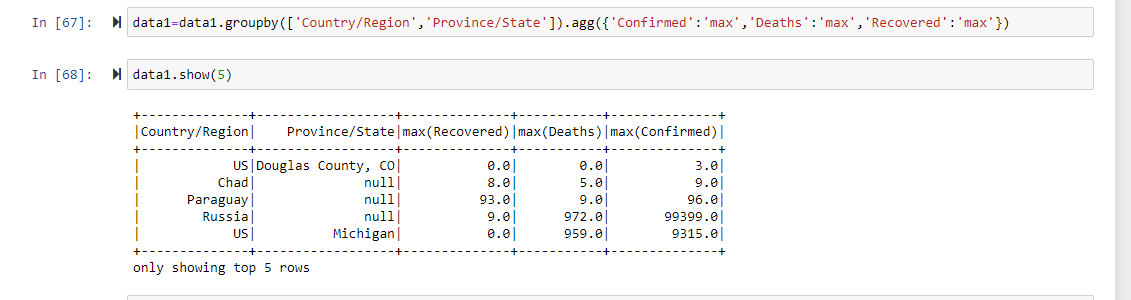 In [67]: data1=data1.groupby(['Country/Region','Province/State']).agg({'Confirmed':'max','Deaths':'max','Recovered':'max'})
In [68]: data1.show(5)
+--------------+------------------+--------------+-----------+--------------+
|Country/Region|    Province/State|max(Recovered)|max(Deaths)|max(Confirmed)|
+--------------+------------------+--------------+-----------+--------------+
|            US|Douglas County, CO|           0.0|        0.0|           3.0|
|          Chad|              null|           8.0|        5.0|           9.0|
|      Paraguay|              null|          93.0|        9.0|          96.0|
|        Russia|              null|           9.0|      972.0|       99399.0|
|            US|          Michigan|           0.0|      959.0|        9315.0|
+--------------+------------------+--------------+-----------+--------------+
only showing top 5 rows